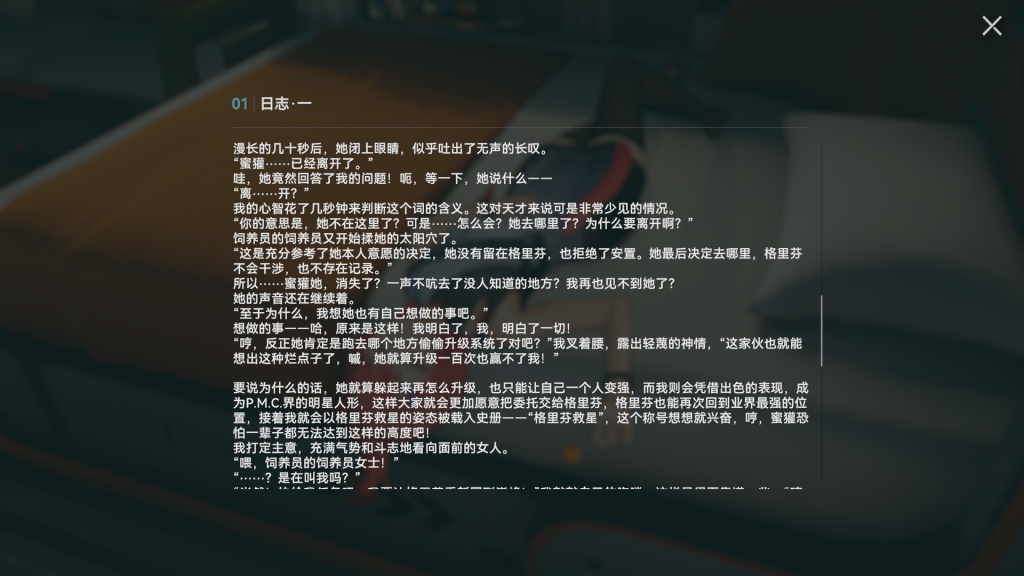 01 日志·一
漫长的几十秒后，她闭上眼睛，似乎吐出了无声的长叹。
“蜜獾……已经离开了。”
哇，她竟然回答了我的问题！呃，等一下，她说什么——
“离……开？”
我的心智花了几秒钟来判断这个词的含义。这对天才来说可是非常少见的情况。
“你的意思是，她不在这里了？可是……怎么会？她去哪里了？为什么要离开啊？”
饲养员的饲养员又开始揉她的太阳穴了。
“这是充分参考了她本人意愿的决定，她没有留在格里芬，也拒绝了安置。她最后决定去哪里，格里芬
不会干涉，也不存在记录。”
所以……蜜獾她，消失了？一声不吭去了没人知道的地方？我再也见不到她了？
她的声音还在继续着。
“至于为什么，我想她也有自己想做的事吧。”
想做的事——哈，原来是这样！我明白了，我，明白了一切！
“哼，反正她肯定是跑去哪个地方偷偷升级系统了对吧？”我叉着腰，露出轻蔑的神情，“这家伙也就能
想出这种烂点子了，嘁，她就算升级一百次也赢不了我！”
要说为什么的话，她就算躲起来再怎么升级，也只能让自己一个人变强，而我则会凭借出色的表现，成
为P.M.C.界的明星人形，这样大家就会更加愿意把委托交给格里芬，格里芬也能再次回到业界最强的位
置，接着我就会以格里芬救星的姿态被载入史册——“格里芬救星”，这个称号想想就兴奋，哼，蜜獾恐
怕一辈子都无法达到这样的高度吧！
我打定主意，充满气势和斗志地看向面前的女人。
“喂，饲养员的饲养员女士！”
“……？是在叫我吗？”